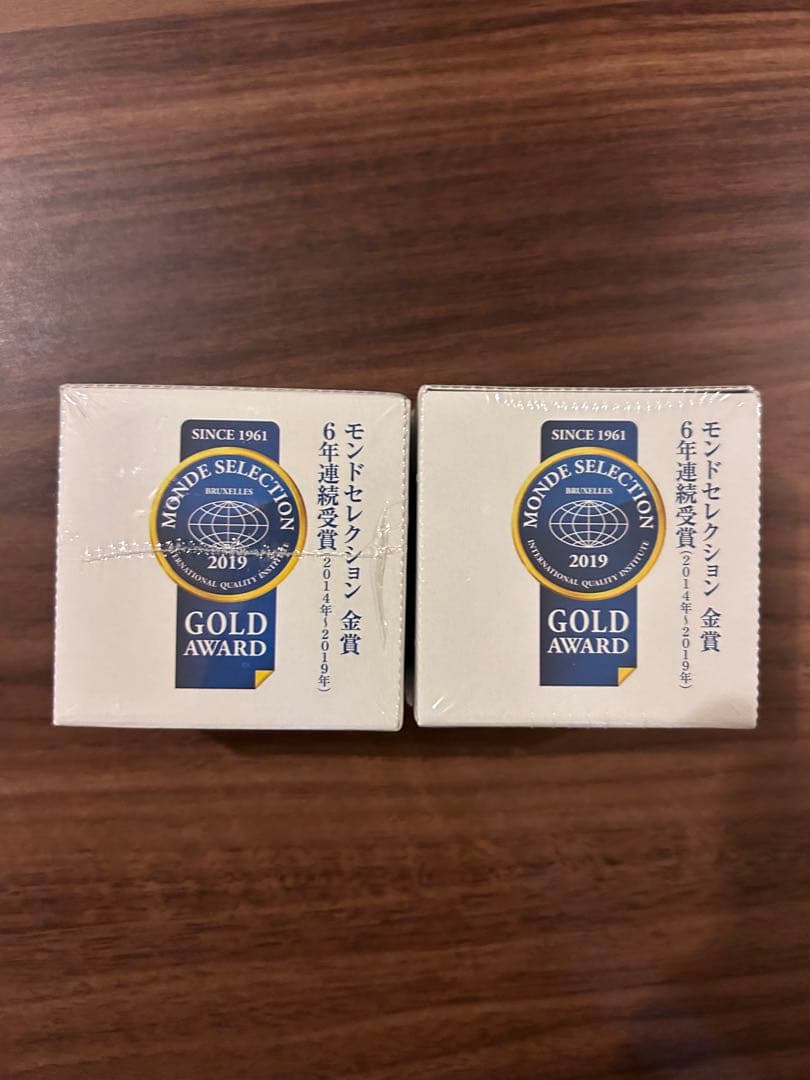 SINCE 1961
MONDE SELECTION
BRUXELLES
2019
INTERNATIONAL QUALITY INSTITUTE
GOLD
AWARD
モンドセレクション 金賞
6年連続受賞(2014年~2019年)
SINCE 1961
MONDE SELECTION
BRUXELLES
2019
INTERNATIONAL QUALITY INSTITUTE
GOLD
AWARD
モンドセレクション 金賞
6年連続受賞(2014年~2019年)